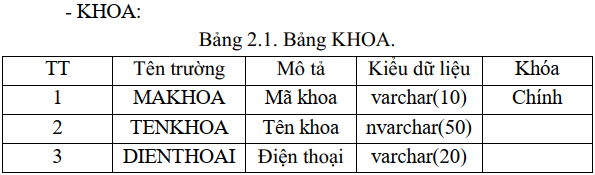 - KHOA:
Bảng 2.1. Bảng KHOA.
TT Tên trường Mô tả Kiểu dữ liệu Khóa
1 MAKHOA Mã khoa varchar(10) Chính
2 TENKHOA Tên khoa nvarchar(50)
3 DIENTHOAI Điện thoại varchar(20)